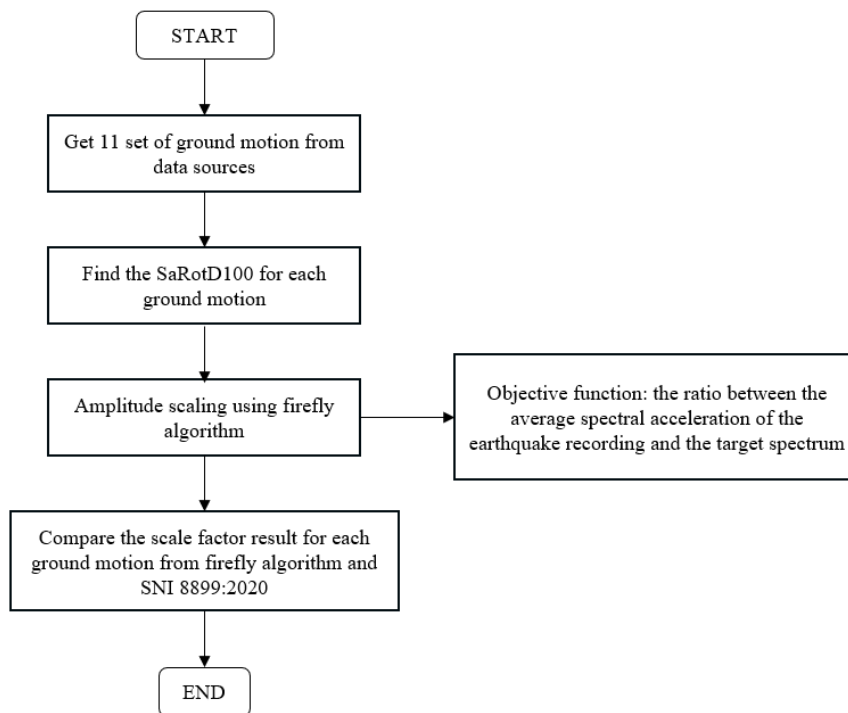 START
Get 11 set of ground motion from
data sources
Find the SaRotD100 for each
ground motion
Amplitude scaling using firefly
algorithm
Objective function: the ratio between the
average spectral acceleration of the
earthquake recording and the target spectrum
Compare the scale factor result for each
ground motion from firefly algorithm and
SNI 8899:2020
END